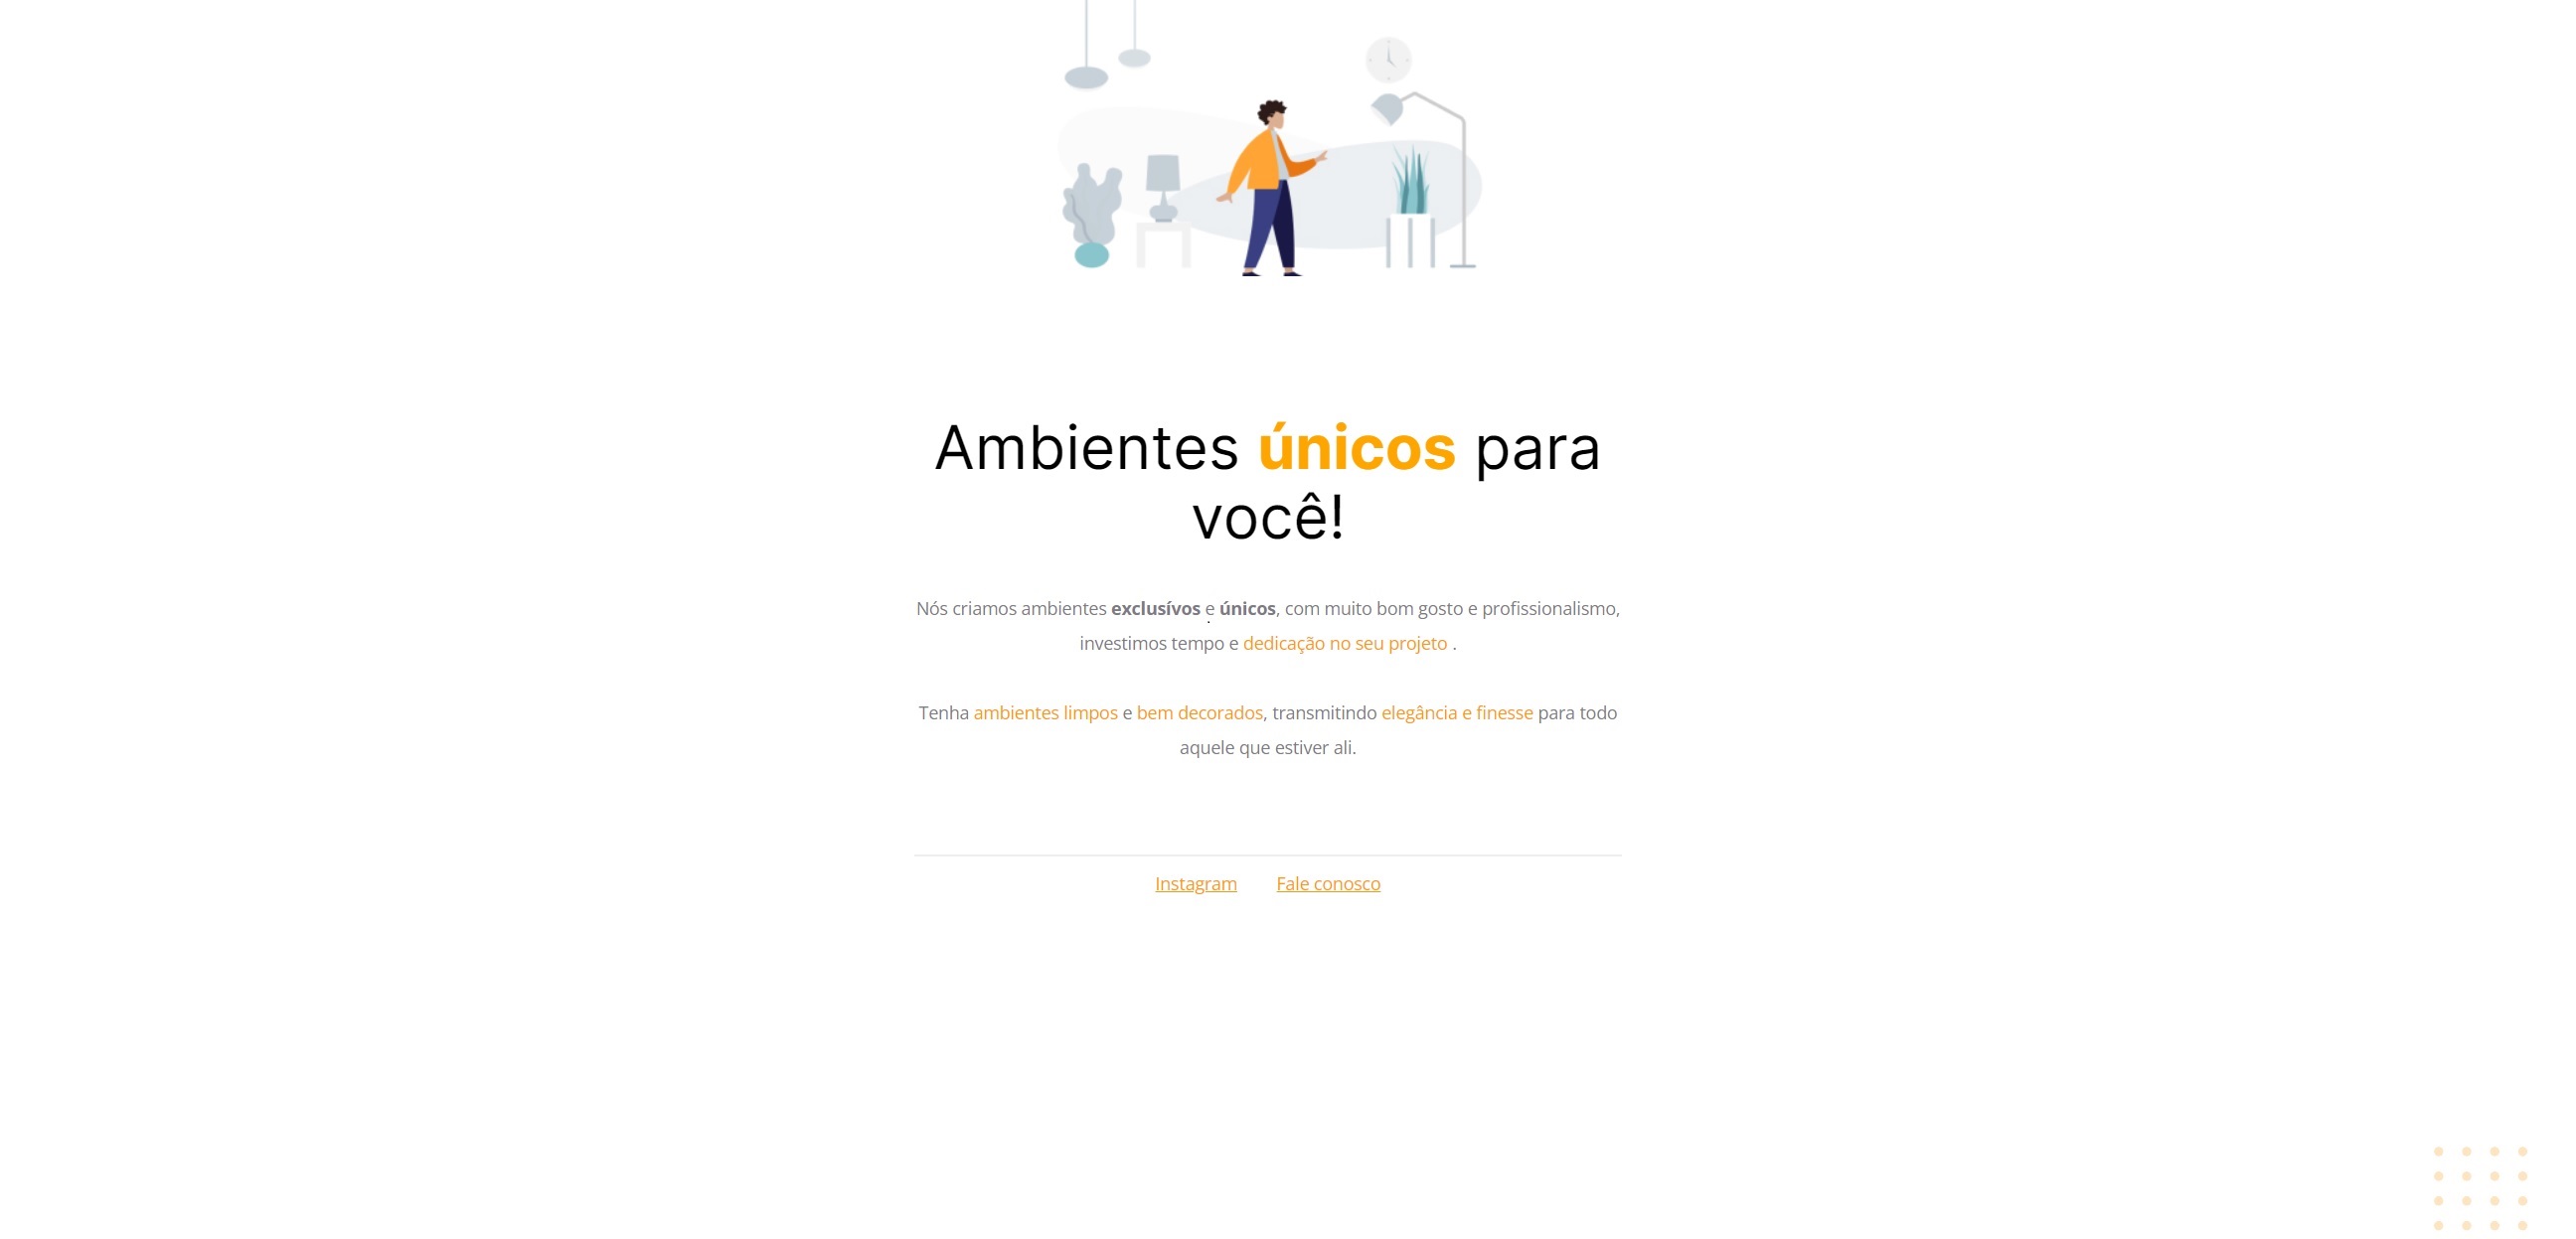 Ambientes únicos para
você!
Nós criamos ambientes exclusívos e únicos, com muito bom gosto e profissionalismo,
investimos tempo e dedicação no seu projeto .
Tenha ambientes limpos e bem decorados, transmitindo elegância e finesse para todo
aquele que estiver ali.
Instagram Fale conosco